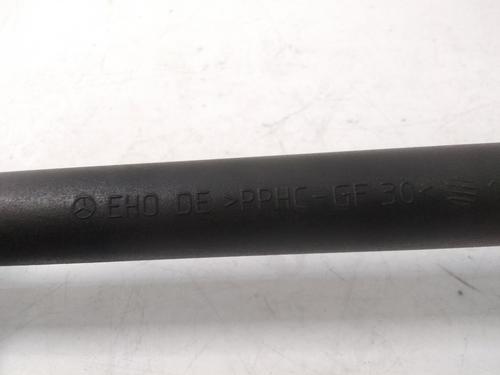 EHO DE >PPHC-GF 30<